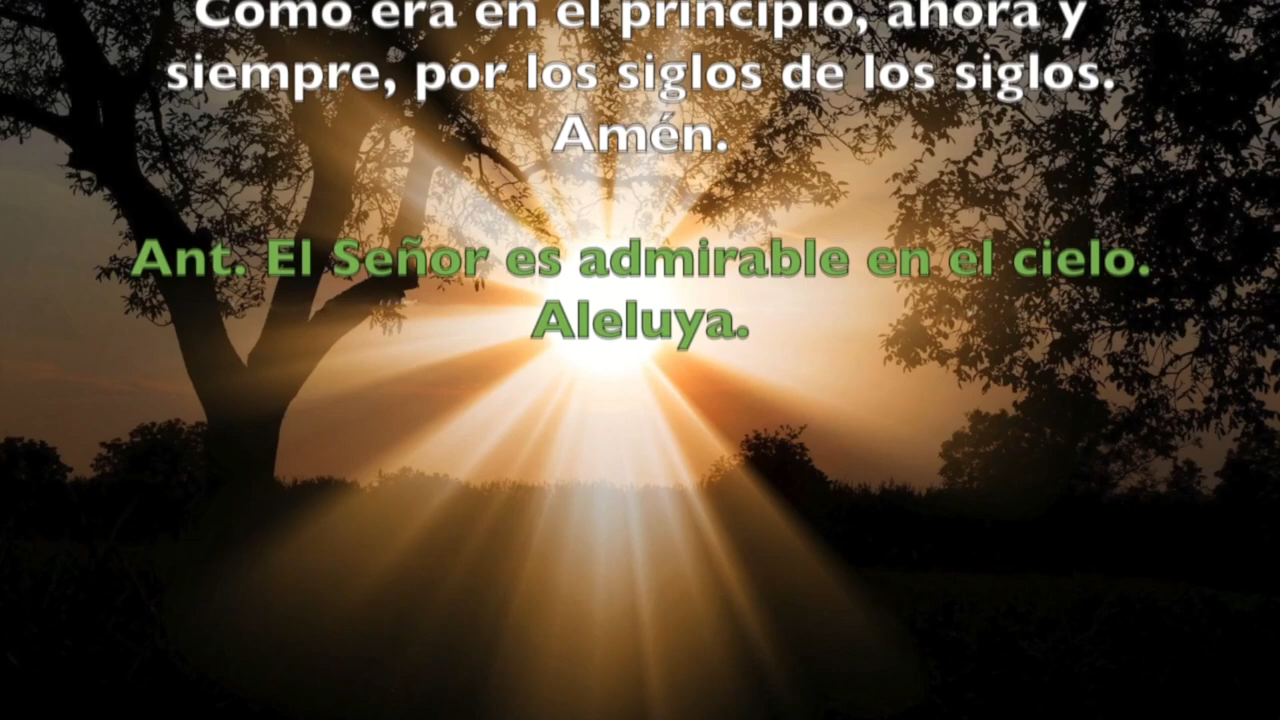 Como era en el principio, ahora y
siempre, por los siglos de los siglos.
Amén.
Ant. El Señor es admirable en el cielo.
Aleluya.